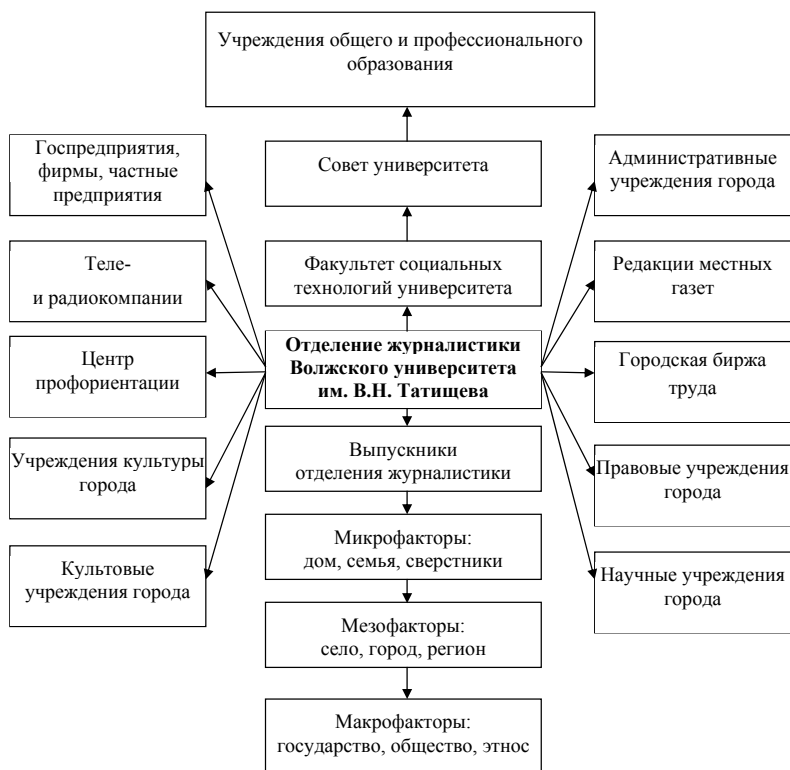 Учреждения общего и профессионального
образования
Госпредприятия,
фирмы, частные
предприятия
Совет университета
Административные
учреждения города
Теле-
и радиокомпании
Факультет социальных
технологий университета
Редакции местных
газет
Центр
профориентации
Отделение журналистики
Волжского университета
им. В.Н. Татищева
Городская биржа
труда
Учреждения культуры
города
Выпускники
отделения журналистики
Правовые учреждения
города
Культовые
учреждения города
Микрофакторы:
дом, семья, сверстники
Научные учреждения
города
Мезофакторы:
село, город, регион
Макрофакторы:
государство, общество, этнос